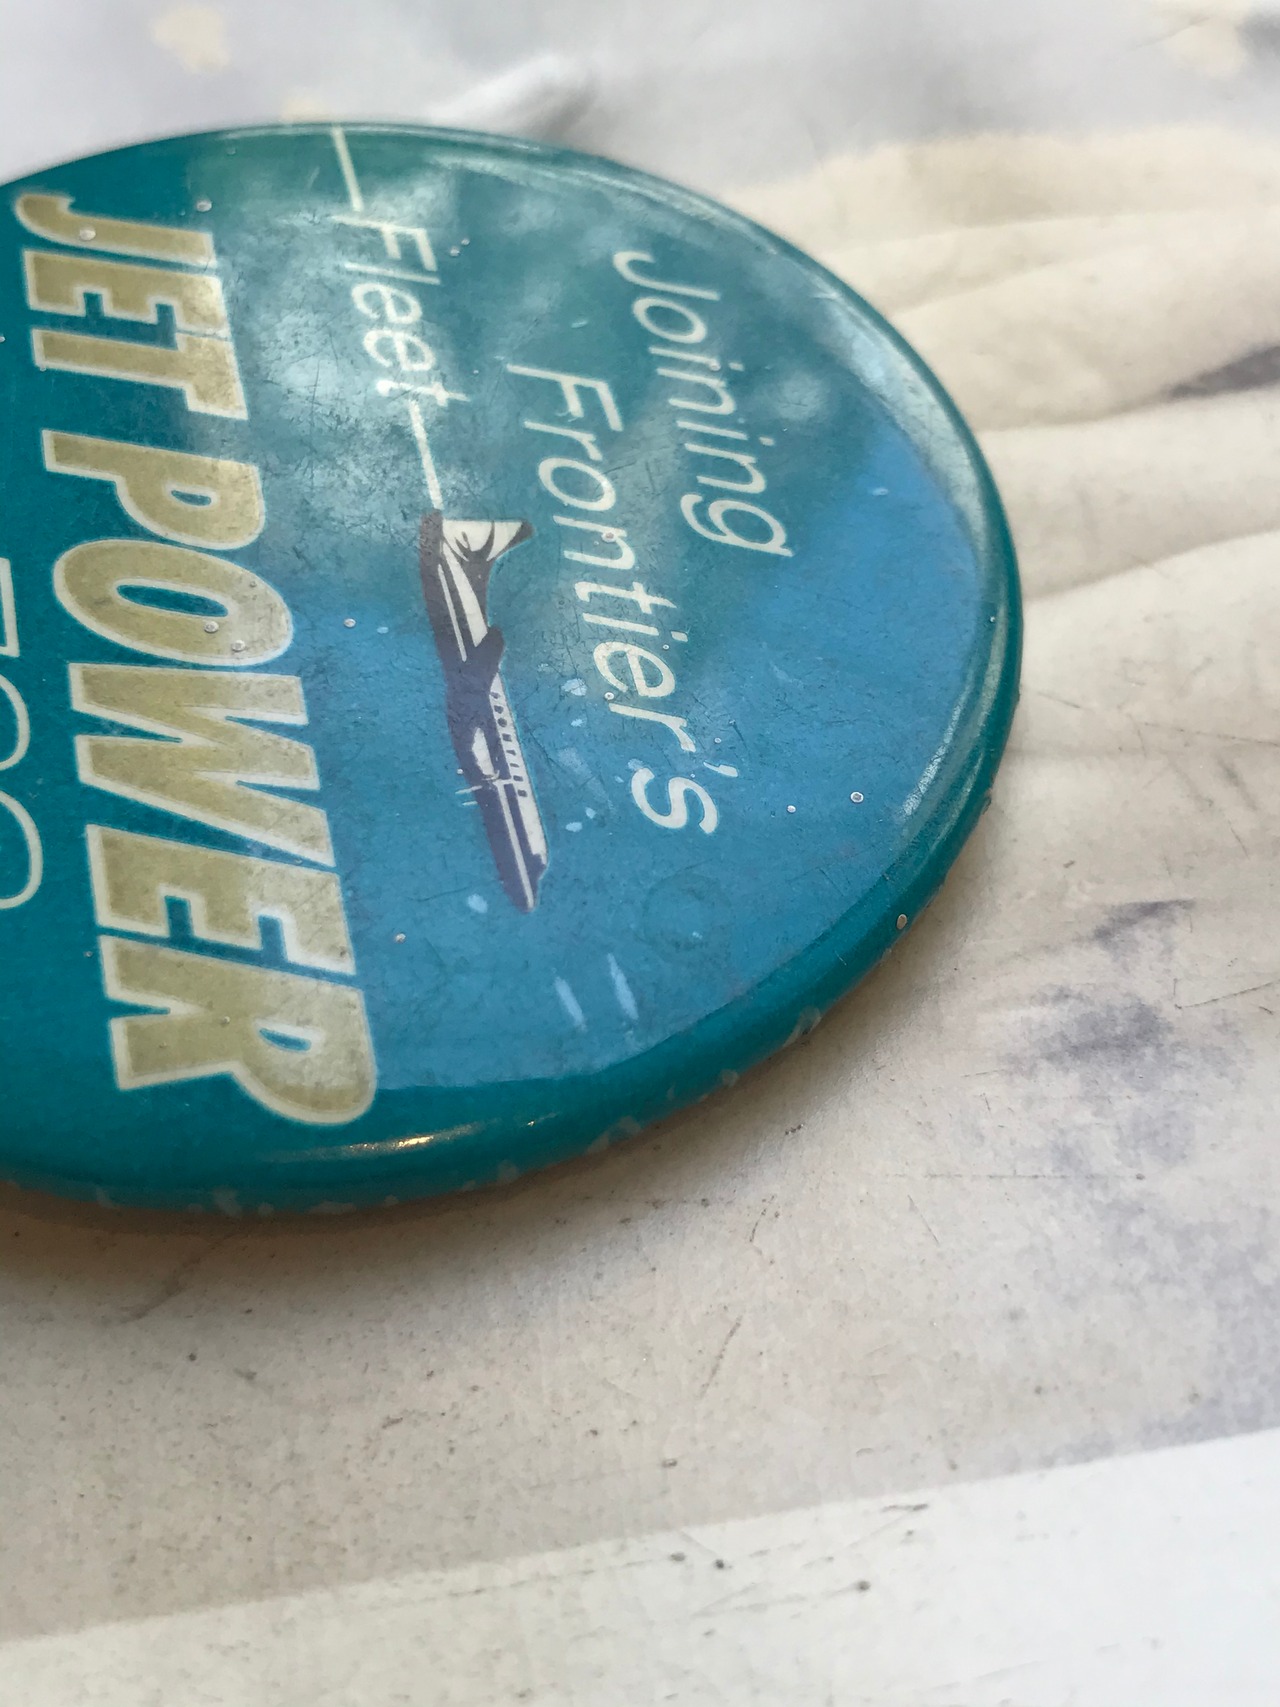 Joining
Frontier's
Fleet
JET POWER